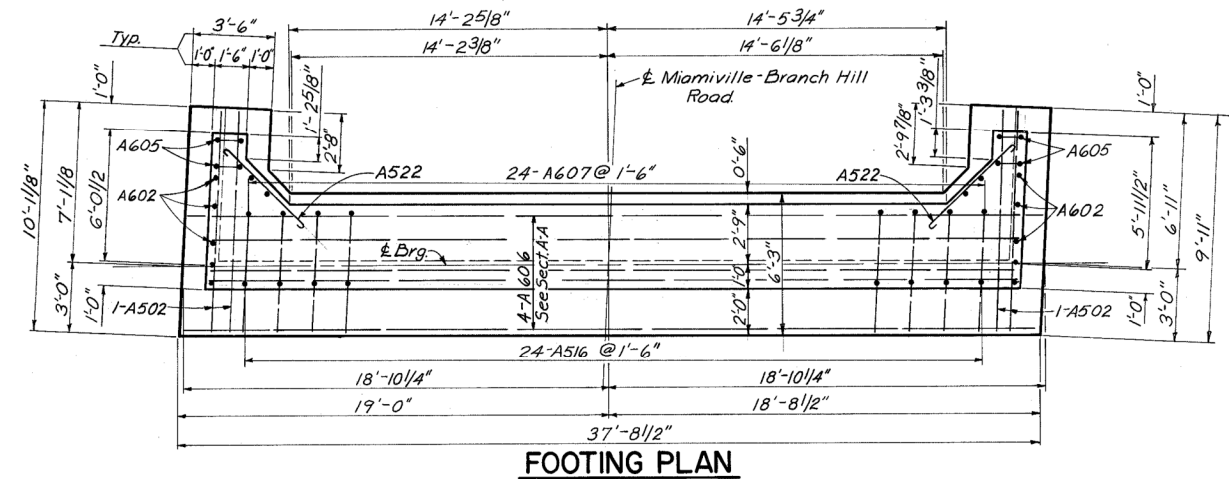 14'-2 5/8"
14'-5 3/4"
3'-6"
Typ.
14'-2 3/8"
14'-6 1/8"
1'-0"
1'-6"
1'-0"
1'-0"
℄ Miamiville-Branch Hill
Road.
1'-0"
1'-2 5/8"
2'-8"
2'-9 7/8"
1'-3 3/8"
A605
A605
24-A607 @ 1'-6"
0'-6"
A522
A522
A602
A602
10'-1 1/8"
7'-1 1/8
6'-0 1/2
5'-11 1/2"
6'-11"
9'-11"
℄ Brg.
4-A606
See Sect. A-A
2'-9"
1'-0
6'-3"
2'-0"
3'-0"
1'-0"
1-A502
1-A502
1'-0"
3'-0"
24-A516 @ 1'-6"
18'-10 1/4"
18'-10 1/4"
19'-0"
18'-8 1/2"
37'-8 1/2"
FOOTING PLAN